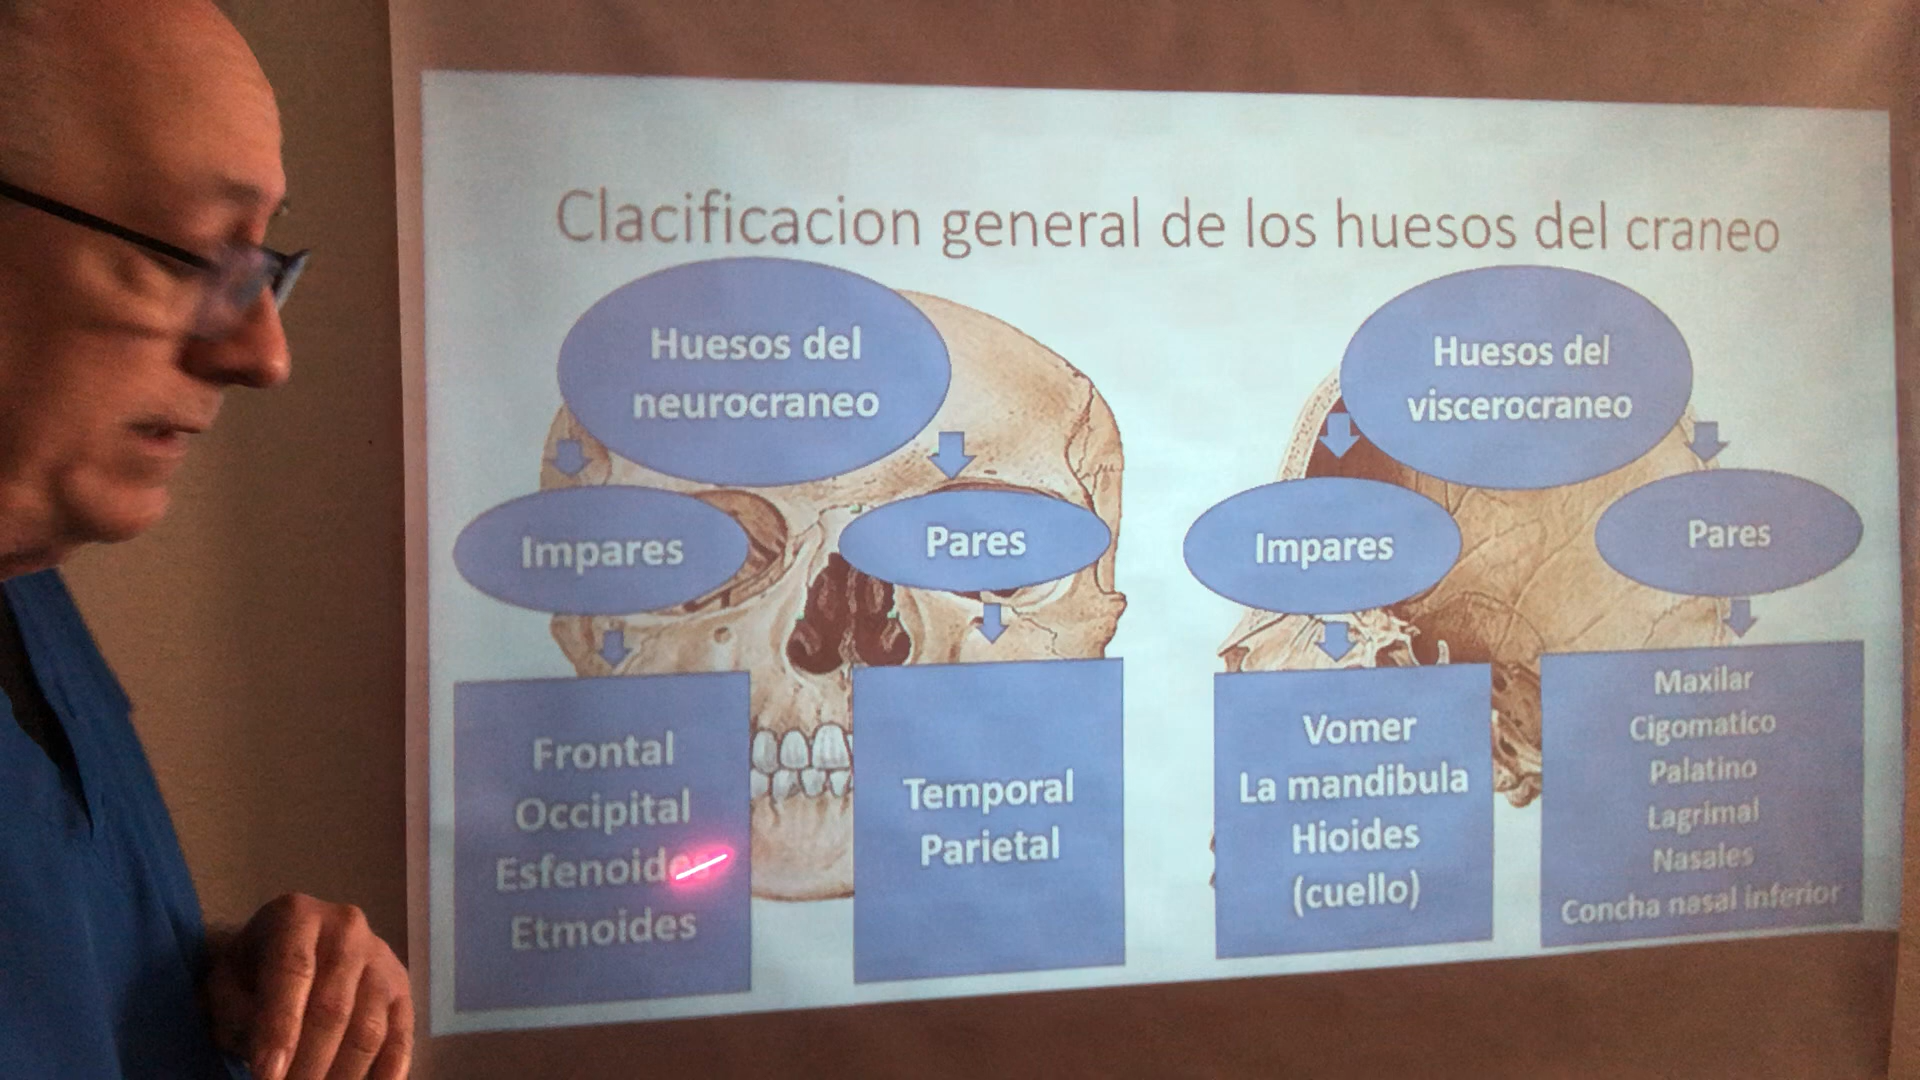 Clacificacion general de los huesos del craneo
Huesos del
neurocraneo
Impares
Frontal
Occipital
Esfenoides
Etmoides
Pares
Temporal
Parietal
Huesos del
viscerocraneo
Impares
Vomer
La mandibula
Hioides
(cuello)
Pares
Maxilar
Cigomatico
Palatino
Lagrimal
Nasales
Concha nasal inferior